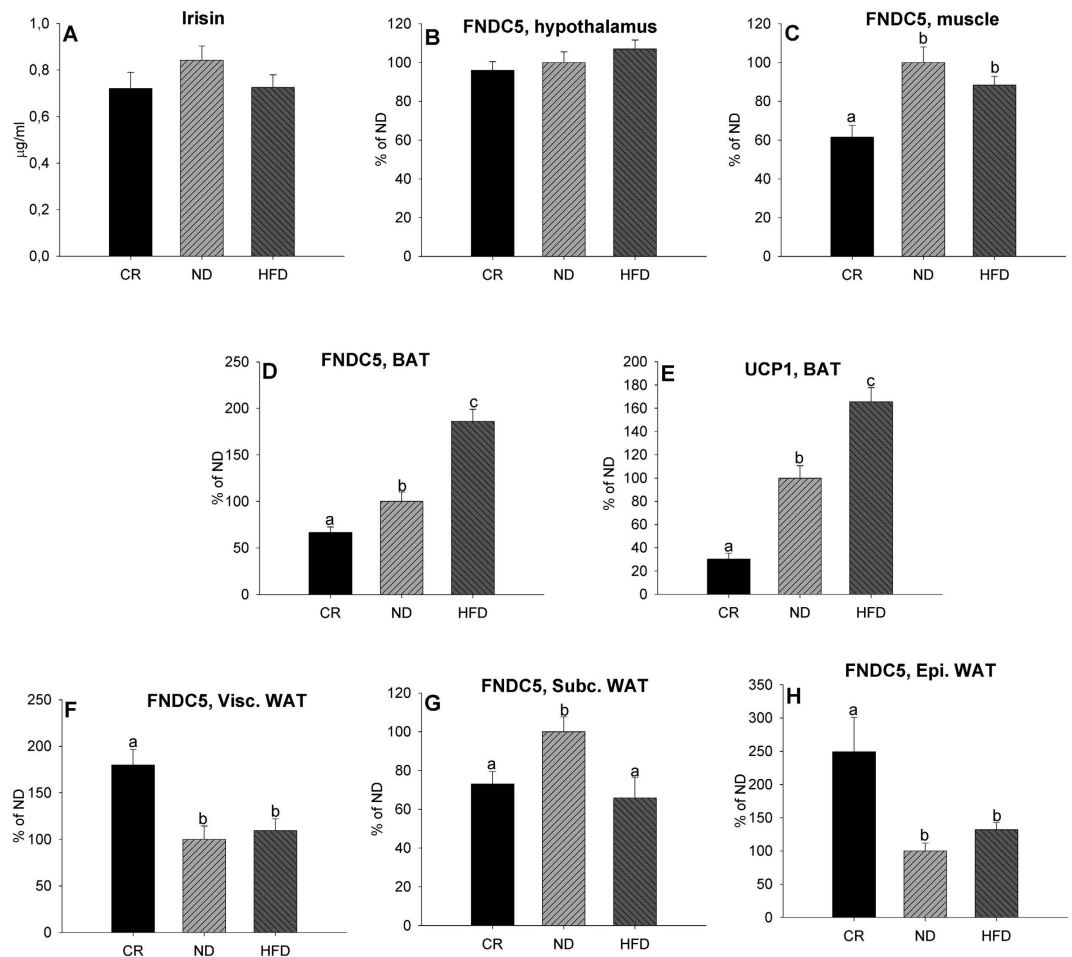 A
Irisin
1,0
0,8
0,6
0,4
0,2
0,0
µg/ml
CR ND HFD
B
FNDC5, hypothalamus
120
100
80
60
40
20
0
% of ND
CR ND HFD
C
FNDC5, muscle
120
100
80
60
40
20
0
% of ND
a b b
CR ND HFD
D
FNDC5, BAT
250
200
150
100
50
0
% of ND
a b c
CR ND HFD
E
UCP1, BAT
200
180
160
140
120
100
80
60
40
20
0
% of ND
a b c
CR ND HFD
F
FNDC5, Visc. WAT
250
200
150
100
50
0
% of ND
a b b
CR ND HFD
G
FNDC5, Subc. WAT
120
100
80
60
40
20
0
% of ND
a b a
CR ND HFD
H
FNDC5, Epi. WAT
350
300
250
200
150
100
50
0
% of ND
a b b
CR ND HFD